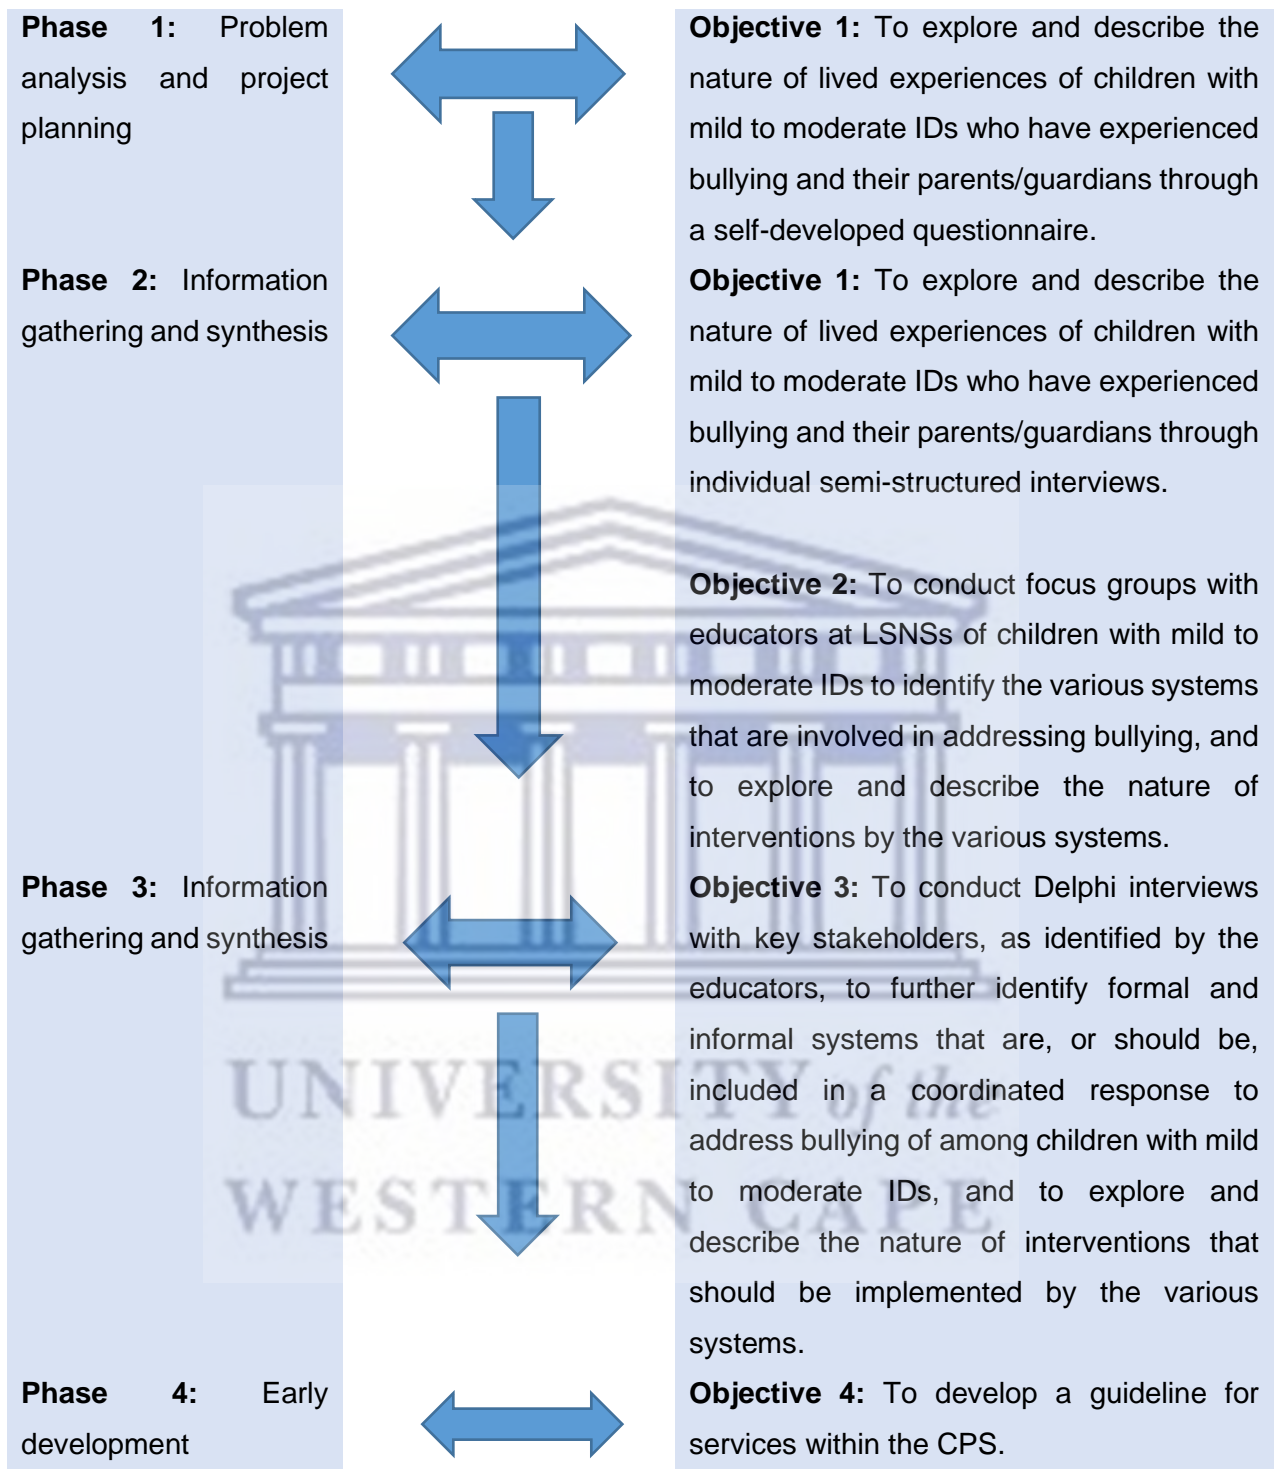 Phase 1: Problem
analysis and project
planning
Objective 1: To explore and describe the
nature of lived experiences of children with
mild to moderate IDs who have experienced
bullying and their parents/guardians through
a self-developed questionnaire.
Phase 2: Information
gathering and synthesis
Objective 1: To explore and describe the
nature of lived experiences of children with
mild to moderate IDs who have experienced
bullying and their parents/guardians through
individual semi-structured interviews.
Objective 2: To conduct focus groups with
educators at LSNSs of children with mild to
moderate IDs to identify the various systems
that are involved in addressing bullying, and
to explore and describe the nature of
interventions by the various systems.
Phase 3: Information
gathering and synthesis
Objective 3: To conduct Delphi interviews
with key stakeholders, as identified by the
educators, to further identify formal and
informal systems that are, or should be,
included in a coordinated response to
address bullying of among children with mild
to moderate IDs, and to explore and
describe the nature of interventions that
should be implemented by the various
systems.
Phase 4: Early
development
Objective 4: To develop a guideline for
services within the CPS.
UNIVERSITY of the
WESTERN CAPE